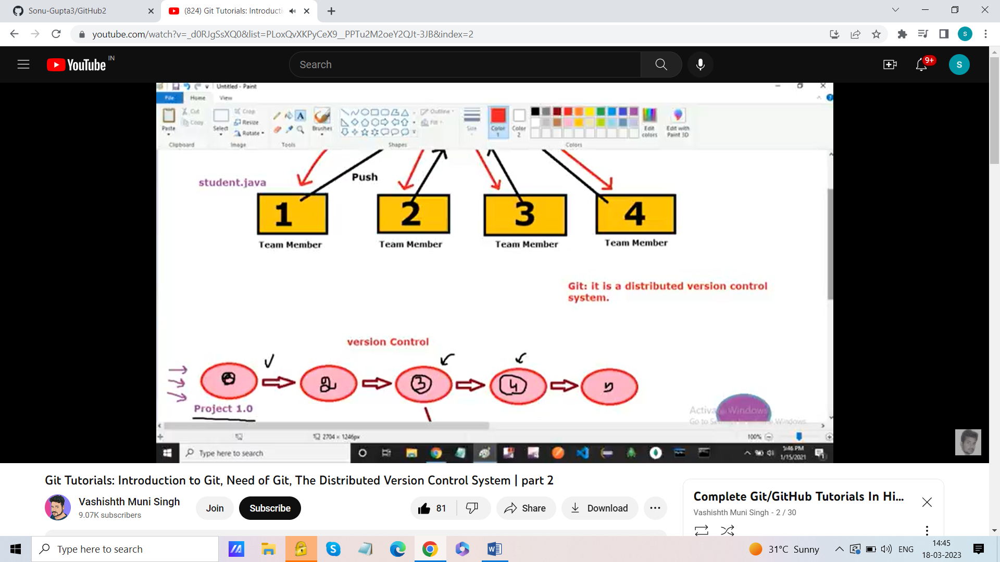 Sonu-Gupta3/GitHub2
(824) Git Tutorials: Introducti
youtube.com/watch?v=_d0RJgSsXQ0&list=PLoxQvXKPyCeX9__PPTu2M2oeY2QJt-3JB&index=2
S
YouTube IN
Search
9+
S
Untitled - Paint
File Home View
Cut
Copy
Paste
Clipboard
Crop
Resize
Rotate
Select
Image
Tools
Brushes
Outline
Fill
Shapes
Size
Color 1
Color 2
Edit colors
Edit with Paint 3D
Colors
student.java
Push
1 2 3 4
Team Member Team Member Team Member Team Member
Git: it is a distributed version control
system.
version Control
2 3 4
Project 1.0
Activate Windows
Go to Settings to activate Windows.
2704 × 1246px
100%
Type here to search
5:46 PM
1/15/2021
1
Git Tutorials: Introduction to Git, Need of Git, The Distributed Version Control System | part 2
Vashishth Muni Singh
9.07K subscribers
Join
Subscribe
81
Share
Download
Complete Git/GitHub Tutorials In Hi...
Vashishth Muni Singh - 2 / 30
Type here to search
31°C Sunny
ENG
14:45
18-03-2023